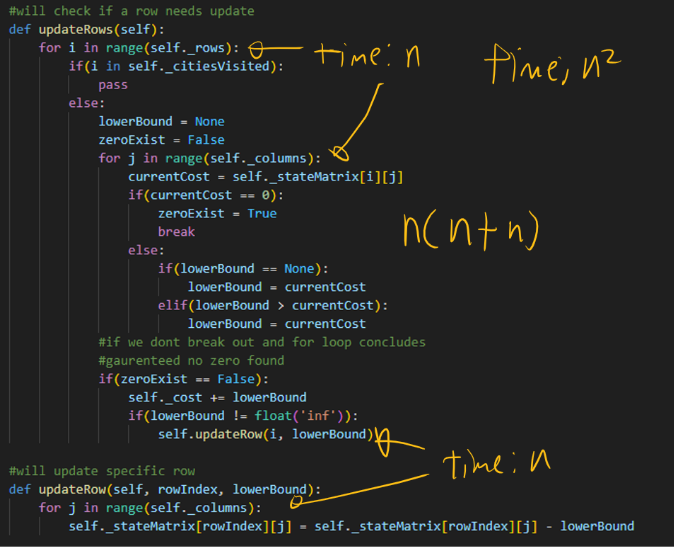 #will check if a row needs update
def updateRows(self):
for i in range(self._rows): time: n
if(i in self._citiesVisited): time, n²
pass
else:
lowerBound = None
zeroExist = False
for j in range(self._columns):
currentCost = self._stateMatrix[i][j]
if(currentCost == 0):
zeroExist = True
break n(n+n)
else:
if(lowerBound == None):
lowerBound = currentCost
elif(lowerBound > currentCost):
lowerBound = currentCost
#if we dont break out and for loop concludes
#gaurenteed no zero found
if(zeroExist == False):
self._cost += lowerBound
if(lowerBound != float('inf')):
self.updateRow(i, lowerBound)
time: n
#will update specific row
def updateRow(self, rowIndex, lowerBound):
for j in range(self._columns):
self._stateMatrix[rowIndex][j] = self._stateMatrix[rowIndex][j] - lowerBound